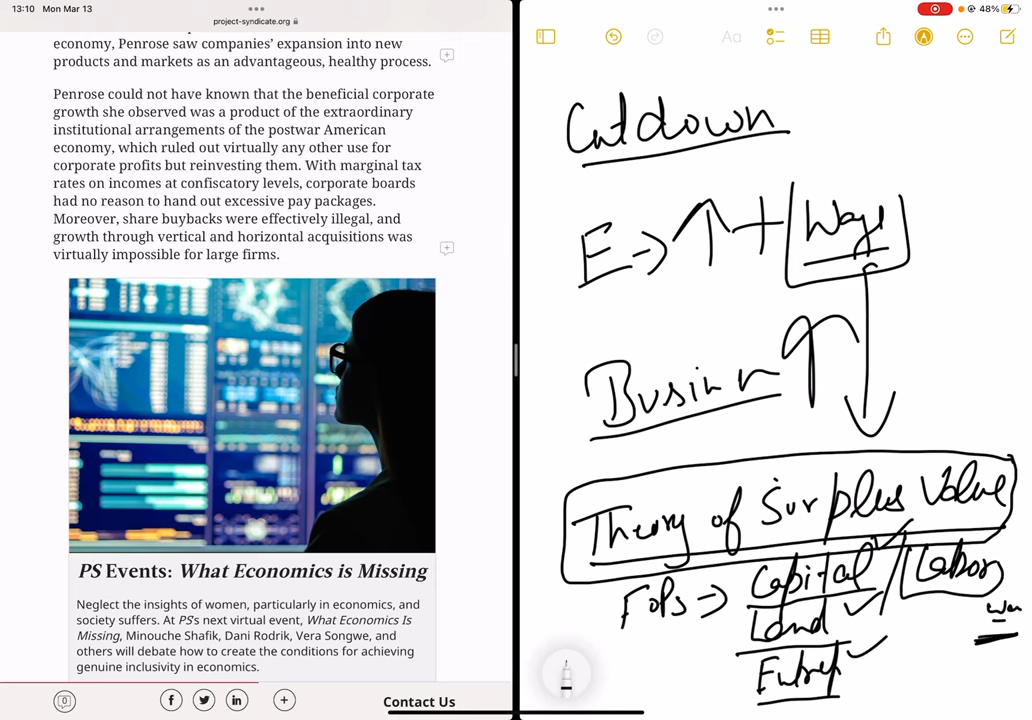 13:10 Mon Mar 13
project-syndicate.org
48%
economy, Penrose saw companies’ expansion into new
products and markets as an advantageous, healthy process.
Penrose could not have known that the beneficial corporate
growth she observed was a product of the extraordinary
institutional arrangements of the postwar American
economy, which ruled out virtually any other use for
corporate profits but reinvesting them. With marginal tax
rates on incomes at confiscatory levels, corporate boards
had no reason to hand out excessive pay packages.
Moreover, share buybacks were effectively illegal, and
growth through vertical and horizontal acquisitions was
virtually impossible for large firms.
PS Events: What Economics is Missing
Neglect the insights of women, particularly in economics, and
society suffers. At PS’s next virtual event, What Economics Is
Missing, Minouche Shafik, Dani Rodrik, Vera Songwe, and
others will debate how to create the conditions for achieving
genuine inclusivity in economics.
0
Contact Us
Aa
Cutdown
E => ↑ + Wage
Theory of Surplus Value
FOPs => Capital / Labor
Land